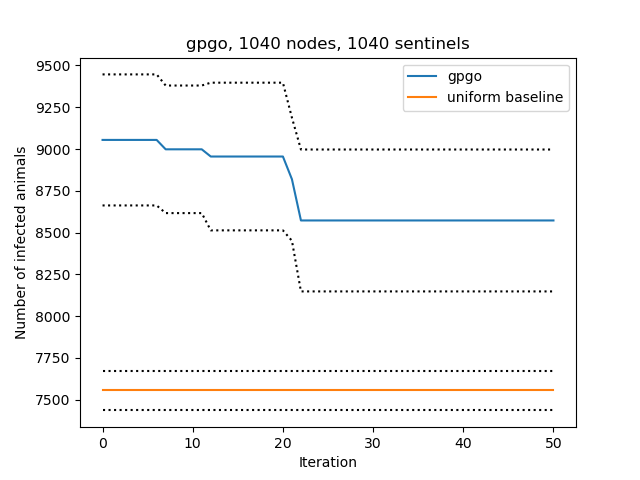 gpgo, 1040 nodes, 1040 sentinels
gpgo
uniform baseline
Number of infected animals
9500
9250
9000
8750
8500
8250
8000
7750
7500
0 10 20 30 40 50
Iteration